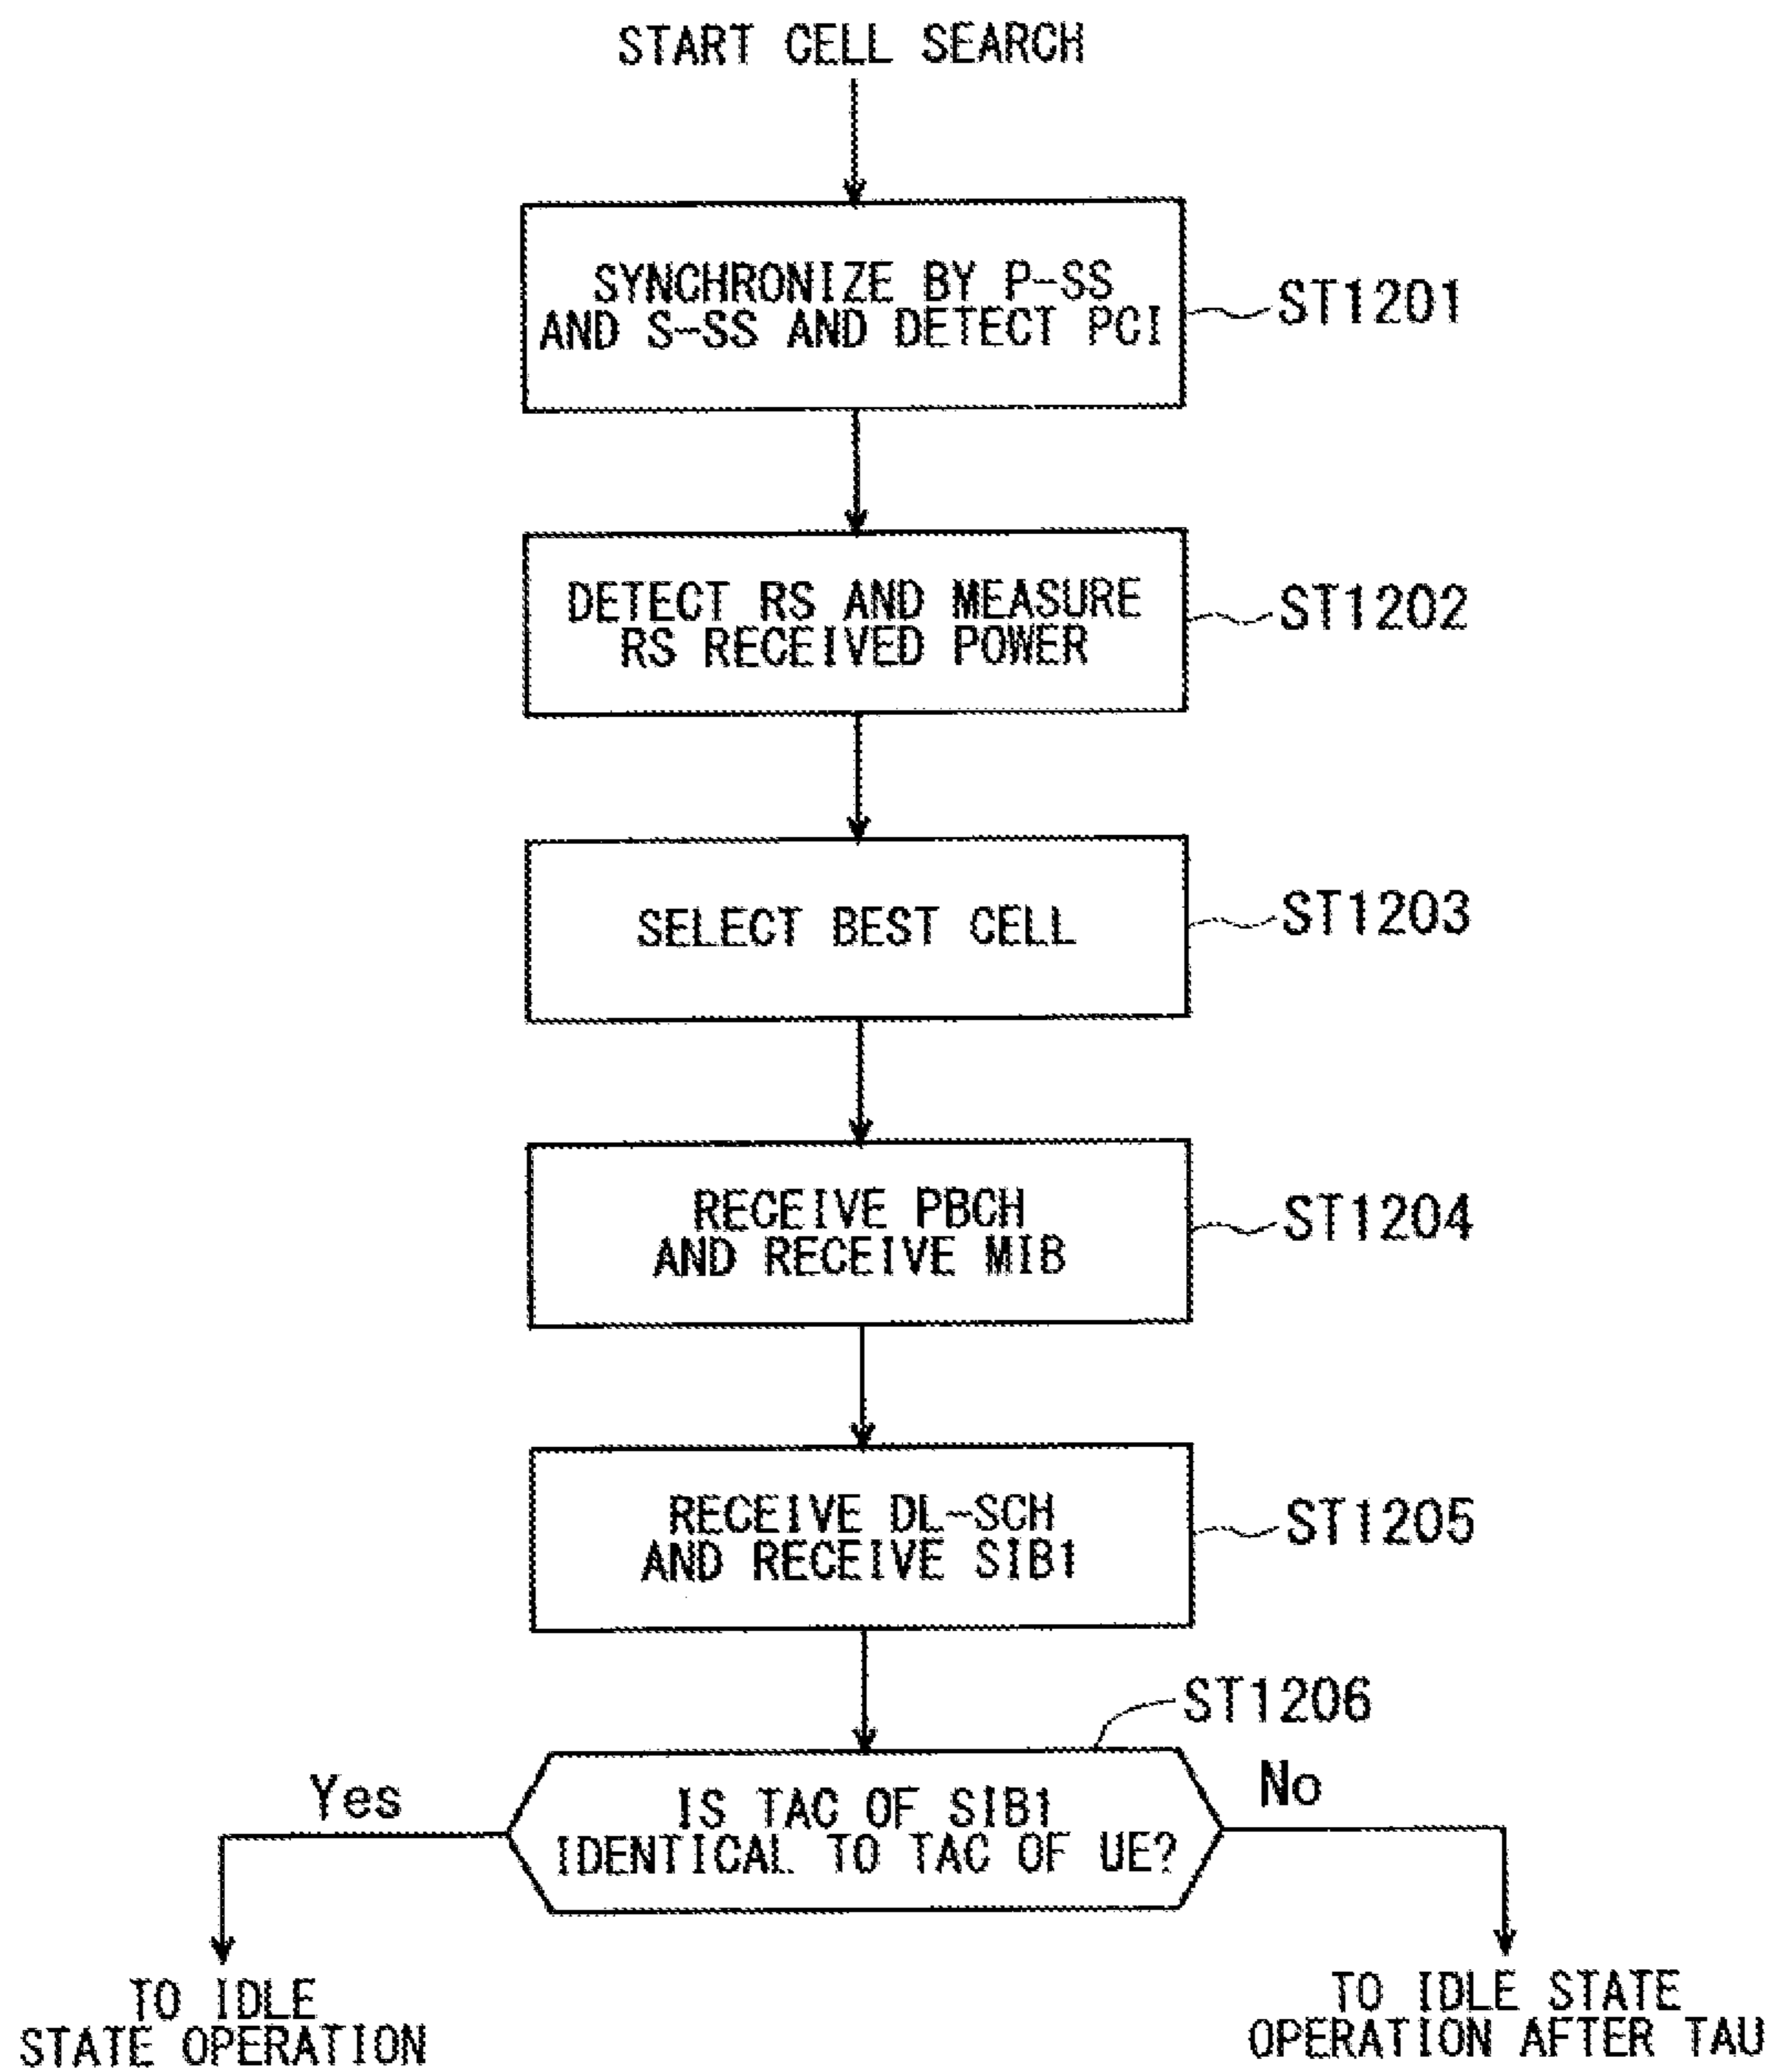 START CELL SEARCH
SYNCHRONIZE BY P-SS
AND S-SS AND DETECT PCI
ST1201
DETECT RS AND MEASURE
RS RECEIVED POWER
ST1202
SELECT BEST CELL
ST1203
RECEIVE PBCH
AND RECEIVE MIB
ST1204
RECEIVE DL-SCH
AND RECEIVE SIB1
ST1205
ST1206
Yes
IS TAC OF SIB1
IDENTICAL TO TAC OF UE?
No
TO IDLE
STATE OPERATION
TO IDLE STATE
OPERATION AFTER TAU